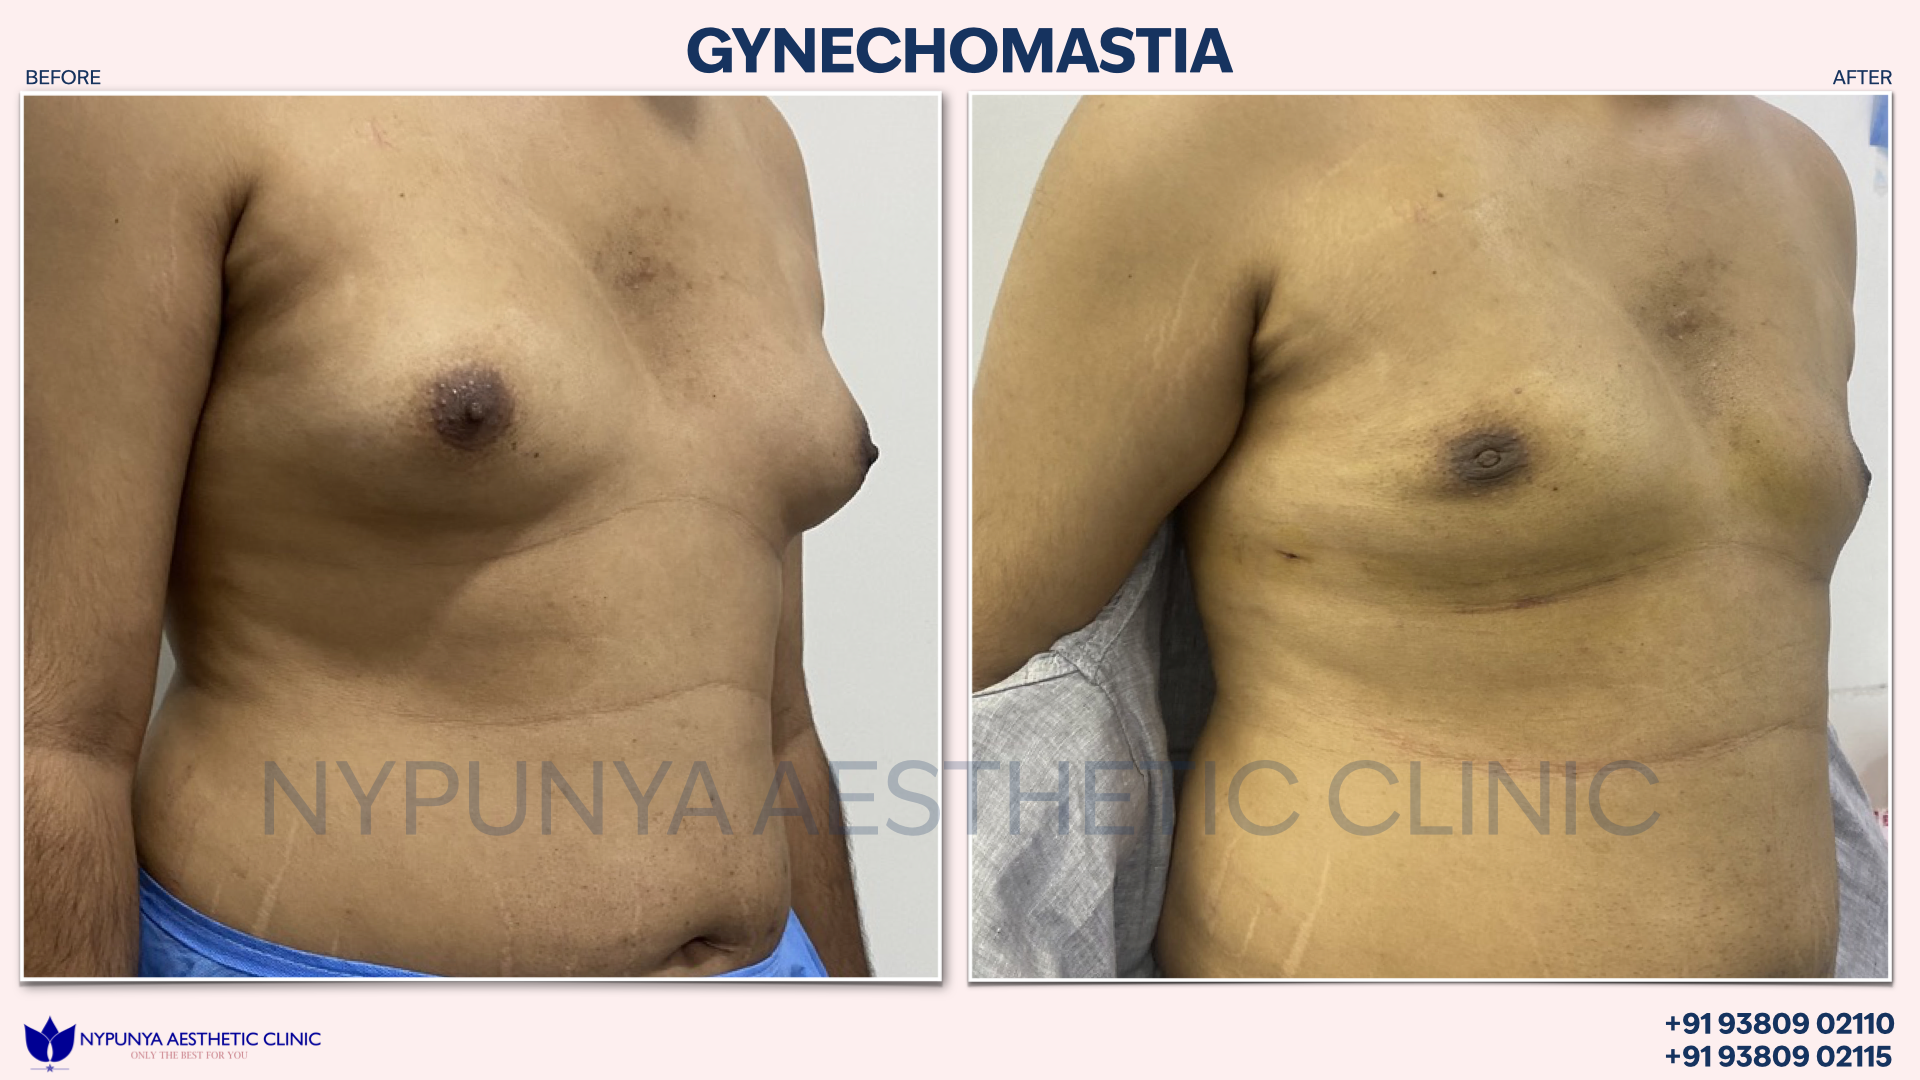 GYNECHOMASTIA
BEFORE
AFTER
NYPUNYA AESTHETIC CLINIC
NYPUNYA AESTHETIC CLINIC
ONLY THE BEST FOR YOU
+91 93809 02110
+91 93809 02115